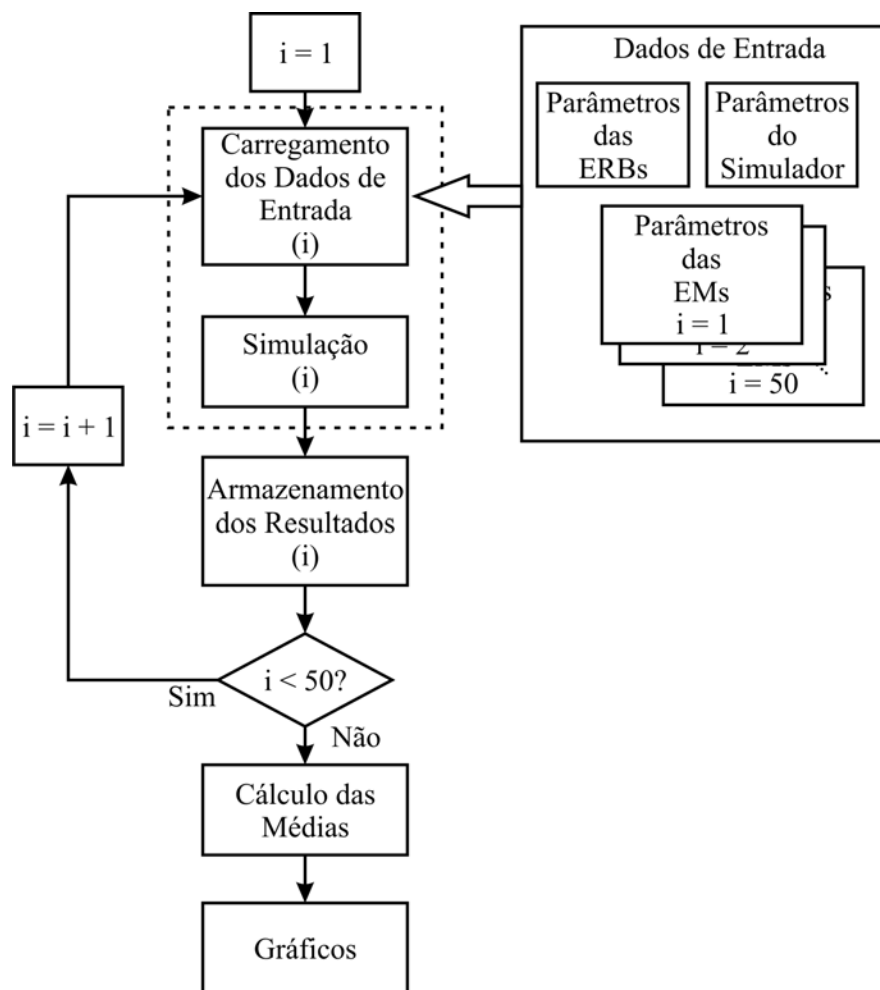 i = 1
Carregamento
dos Dados de
Entrada
(i)
Simulação
(i)
i = i + 1
Armazenamento
dos Resultados
(i)
i < 50?
Sim
Não
Cálculo das
Médias
Gráficos
Dados de Entrada
Parâmetros
das
ERBs
Parâmetros
do
Simulador
Parâmetros
das
EMs
i = 1
i = 2
i = 50